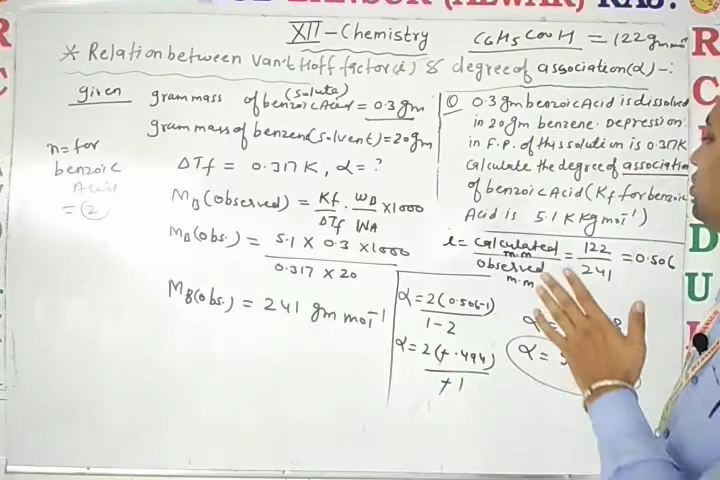 XII - Chemistry
C6H5COOH = 122 gm mol
* Relation between Van't Hoff factor(i) & degree of association(α) -:
given gram mass of benzoic Acid (solute) = 0.3 gm
gram mass of benzene(solvent) = 20 gm
n = for
benzoic
Acid
= 2
ΔTf = 0.317 K, α = ?
MB (observed) = Kf/ΔTf . WB/WA × 1000
MB (obs.) = 5.1 × 0.3 × 1000
0.317 × 20
MB(obs.) = 241 gm mol⁻¹
Q 0.3 gm benzoic Acid is dissolved
in 20 gm benzene. Depression
in F.P. of this solution is 0.317K
calculate the degree of association
of benzoic Acid (Kf for benzoic
Acid is 5.1 K kg mol⁻¹)
i = calculated m.m / observed m.m = 122/241 = 0.506
α = 2(0.506-1)
1-2
α = 2(+.494)
+1
α =
α =
R
C
D
U